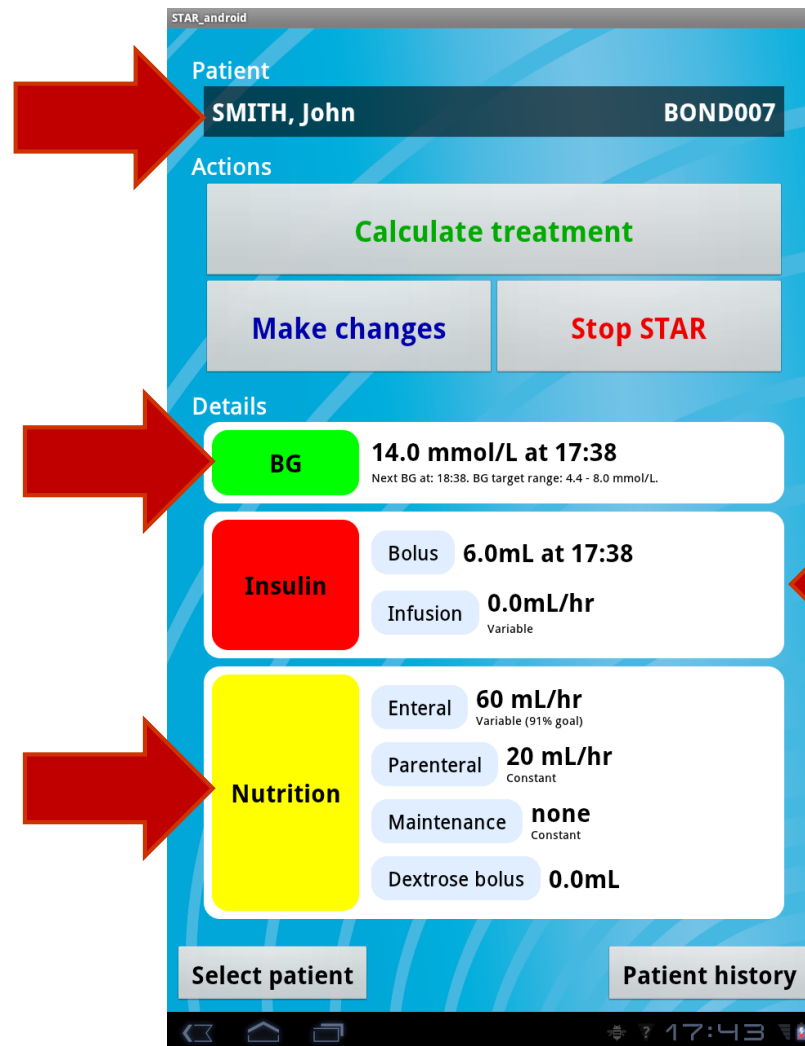 STAR_android
Patient
SMITH, John BOND007
Actions
Calculate treatment
Make changes Stop STAR
Details
BG 14.0 mmol/L at 17:38
Next BG at: 18:38. BG target range: 4.4 - 8.0 mmol/L.
Insulin
Bolus 6.0mL at 17:38
Infusion 0.0mL/hr
Variable
Nutrition
Enteral 60 mL/hr
Variable (91% goal)
Parenteral 20 mL/hr
Constant
Maintenance none
Constant
Dextrose bolus 0.0mL
Select patient Patient history
? 17:43